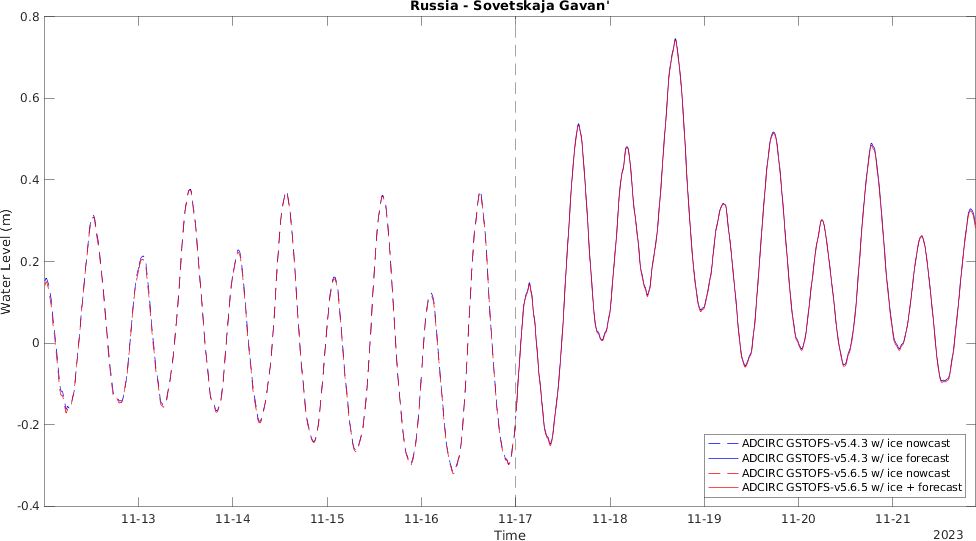 Russia - Sovetskaja Gavan'
0.8
0.6
0.4
0.2
0
-0.2
-0.4
Water Level (m)
ADCIRC GSTOFS-v5.4.3 w/ ice nowcast
ADCIRC GSTOFS-v5.4.3 w/ ice forecast
ADCIRC GSTOFS-v5.6.5 w/ ice nowcast
ADCIRC GSTOFS-v5.6.5 w/ ice + forecast
11-13 11-14 11-15 11-16 11-17 11-18 11-19 11-20 11-21
Time
2023